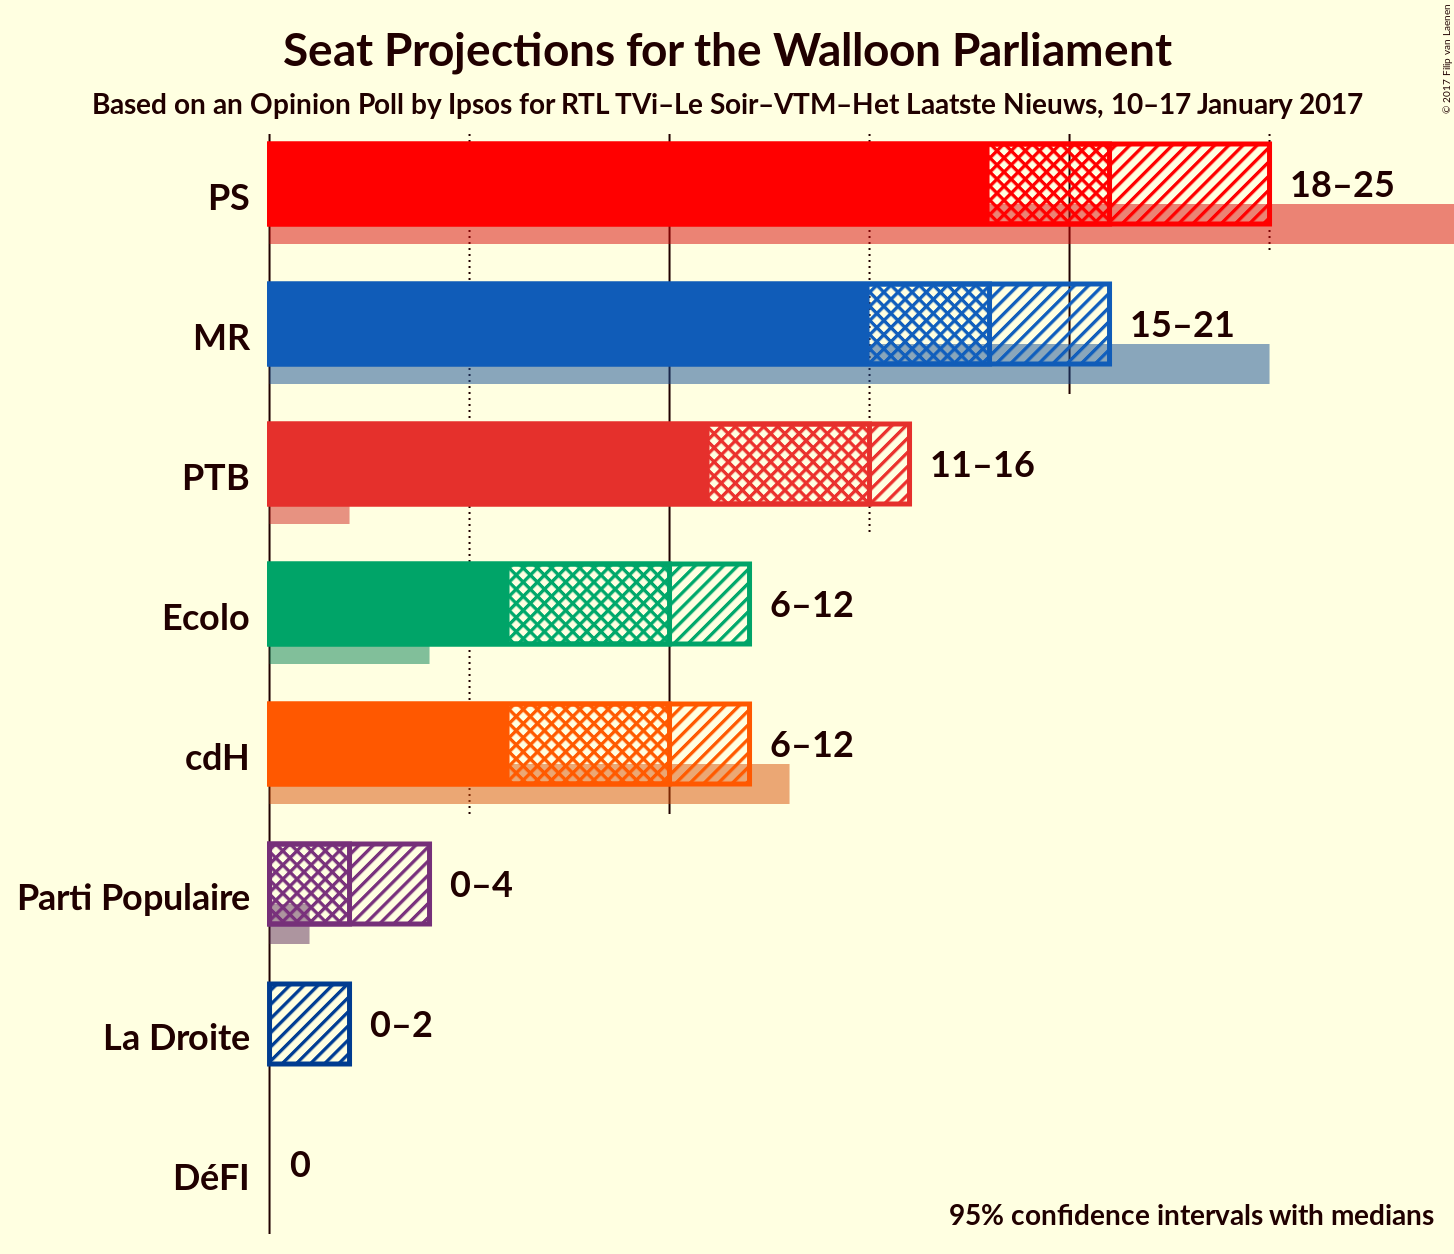 Seat Projections for the Walloon Parliament
Based on an Opinion Poll by Ipsos for RTL TVi–Le Soir–VTM–Het Laatste Nieuws, 10–17 January 2017
© 2017 Filip van Laenen
PS 18–25
MR 15–21
PTB 11–16
Ecolo 6–12
cdH 6–12
Parti Populaire 0–4
La Droite 0–2
DéFI 0
95% confidence intervals with medians